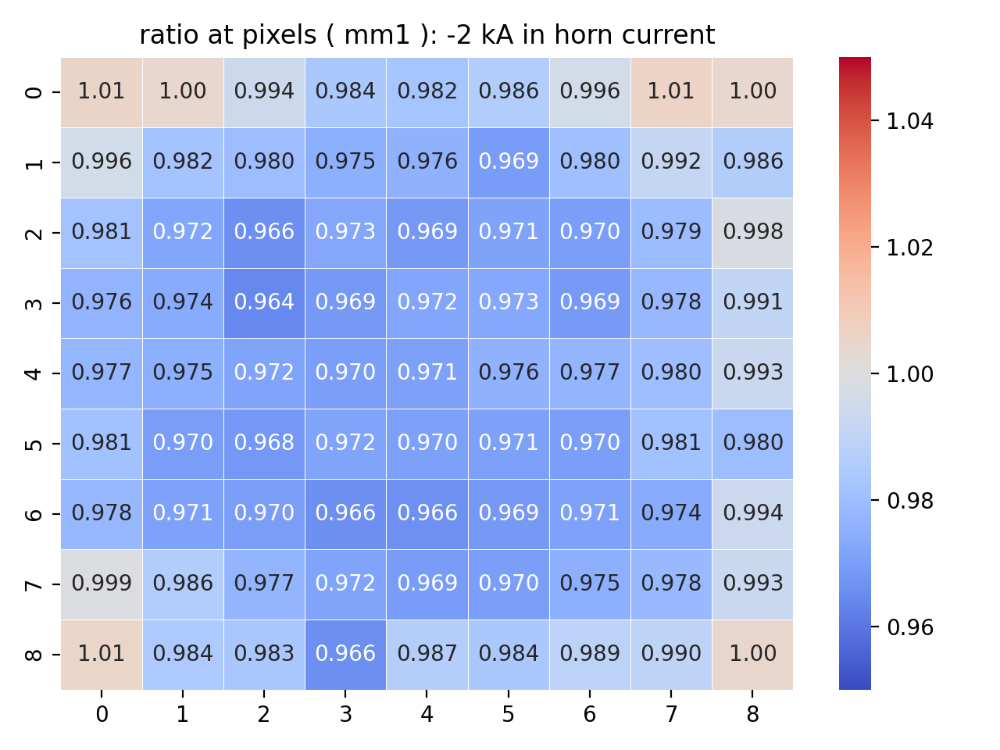 ratio at pixels ( mm1 ): -2 kA in horn current
0 1.01 1.00 0.994 0.984 0.982 0.986 0.996 1.01 1.00
1 0.996 0.982 0.980 0.975 0.976 0.969 0.980 0.992 0.986
2 0.981 0.972 0.966 0.973 0.969 0.971 0.970 0.979 0.998
3 0.976 0.974 0.964 0.969 0.972 0.973 0.969 0.978 0.991
4 0.977 0.975 0.972 0.970 0.971 0.976 0.977 0.980 0.993
5 0.981 0.970 0.968 0.972 0.970 0.971 0.970 0.981 0.980
6 0.978 0.971 0.970 0.966 0.966 0.969 0.971 0.974 0.994
7 0.999 0.986 0.977 0.972 0.969 0.970 0.975 0.978 0.993
8 1.01 0.984 0.983 0.966 0.987 0.984 0.989 0.990 1.00
0 1 2 3 4 5 6 7 8
1.04
1.02
1.00
0.98
0.96